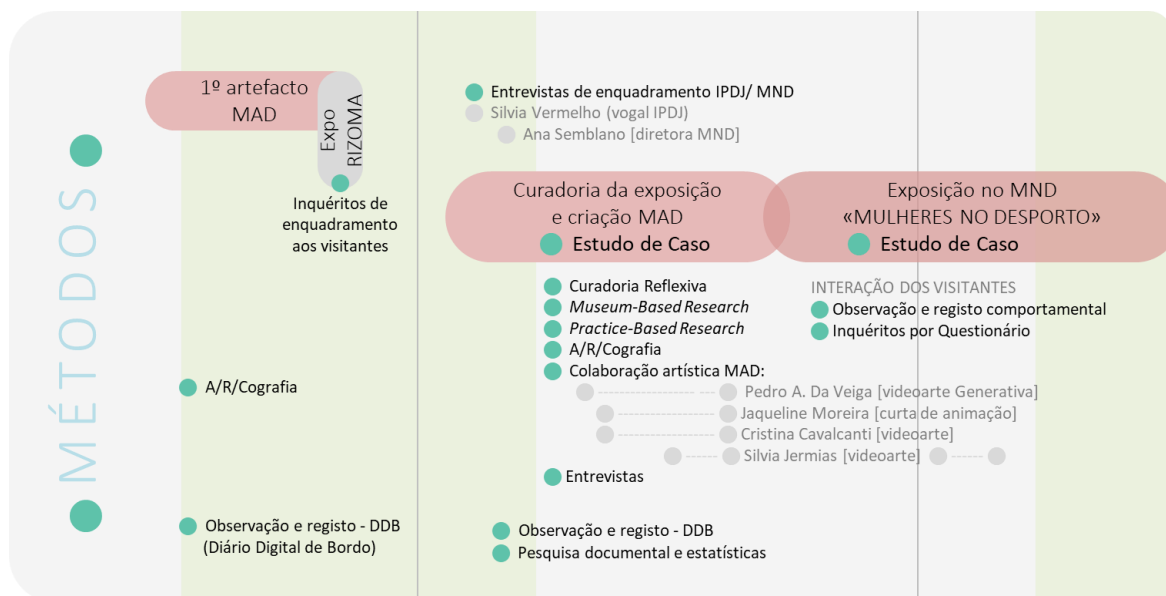 MÉTODOS
1º artefacto
MAD
Expo
RIZOMA
Inquéritos de
enquadramento
aos visitantes
A/R/Cografia
Observação e registo - DDB
(Diário Digital de Bordo)
Entrevistas de enquadramento IPDJ/ MND
Silvia Vermelho (vogal IPDJ)
Ana Semblano [diretora MND]
Curadoria da exposição
e criação MAD
Estudo de Caso
Curadoria Reflexiva
Museum-Based Research
Practice-Based Research
A/R/Cografia
Colaboração artística MAD:
Pedro A. Da Veiga [videoarte Generativa]
Jaqueline Moreira [curta de animação]
Cristina Cavalcanti [videoarte]
Silvia Jermias [videoarte]
Entrevistas
Observação e registo - DDB
Pesquisa documental e estatísticas
Exposição no MND
«MULHERES NO DESPORTO»
Estudo de Caso
INTERAÇÃO DOS VISITANTES
Observação e registo comportamental
Inquéritos por Questionário